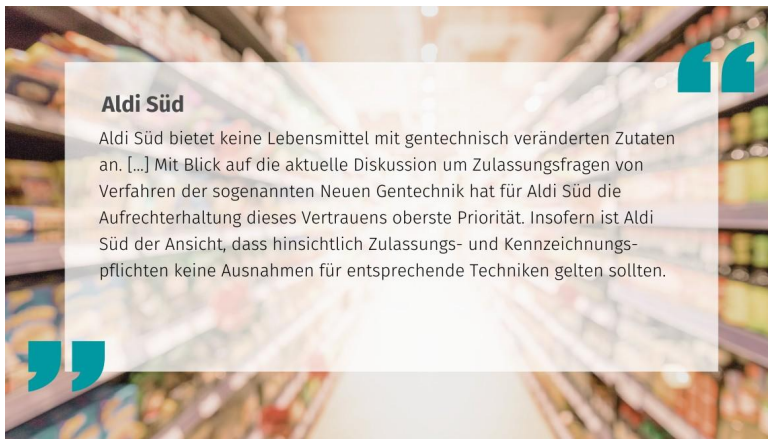 Aldi Süd
Aldi Süd bietet keine Lebensmittel mit gentechnisch veränderten Zutaten
an. [...] Mit Blick auf die aktuelle Diskussion um Zulassungsfragen von
Verfahren der sogenannten Neuen Gentechnik hat für Aldi Süd die
Aufrechterhaltung dieses Vertrauens oberste Priorität. Insofern ist Aldi
Süd der Ansicht, dass hinsichtlich Zulassungs- und Kennzeichnungs-
pflichten keine Ausnahmen für entsprechende Techniken gelten sollten.